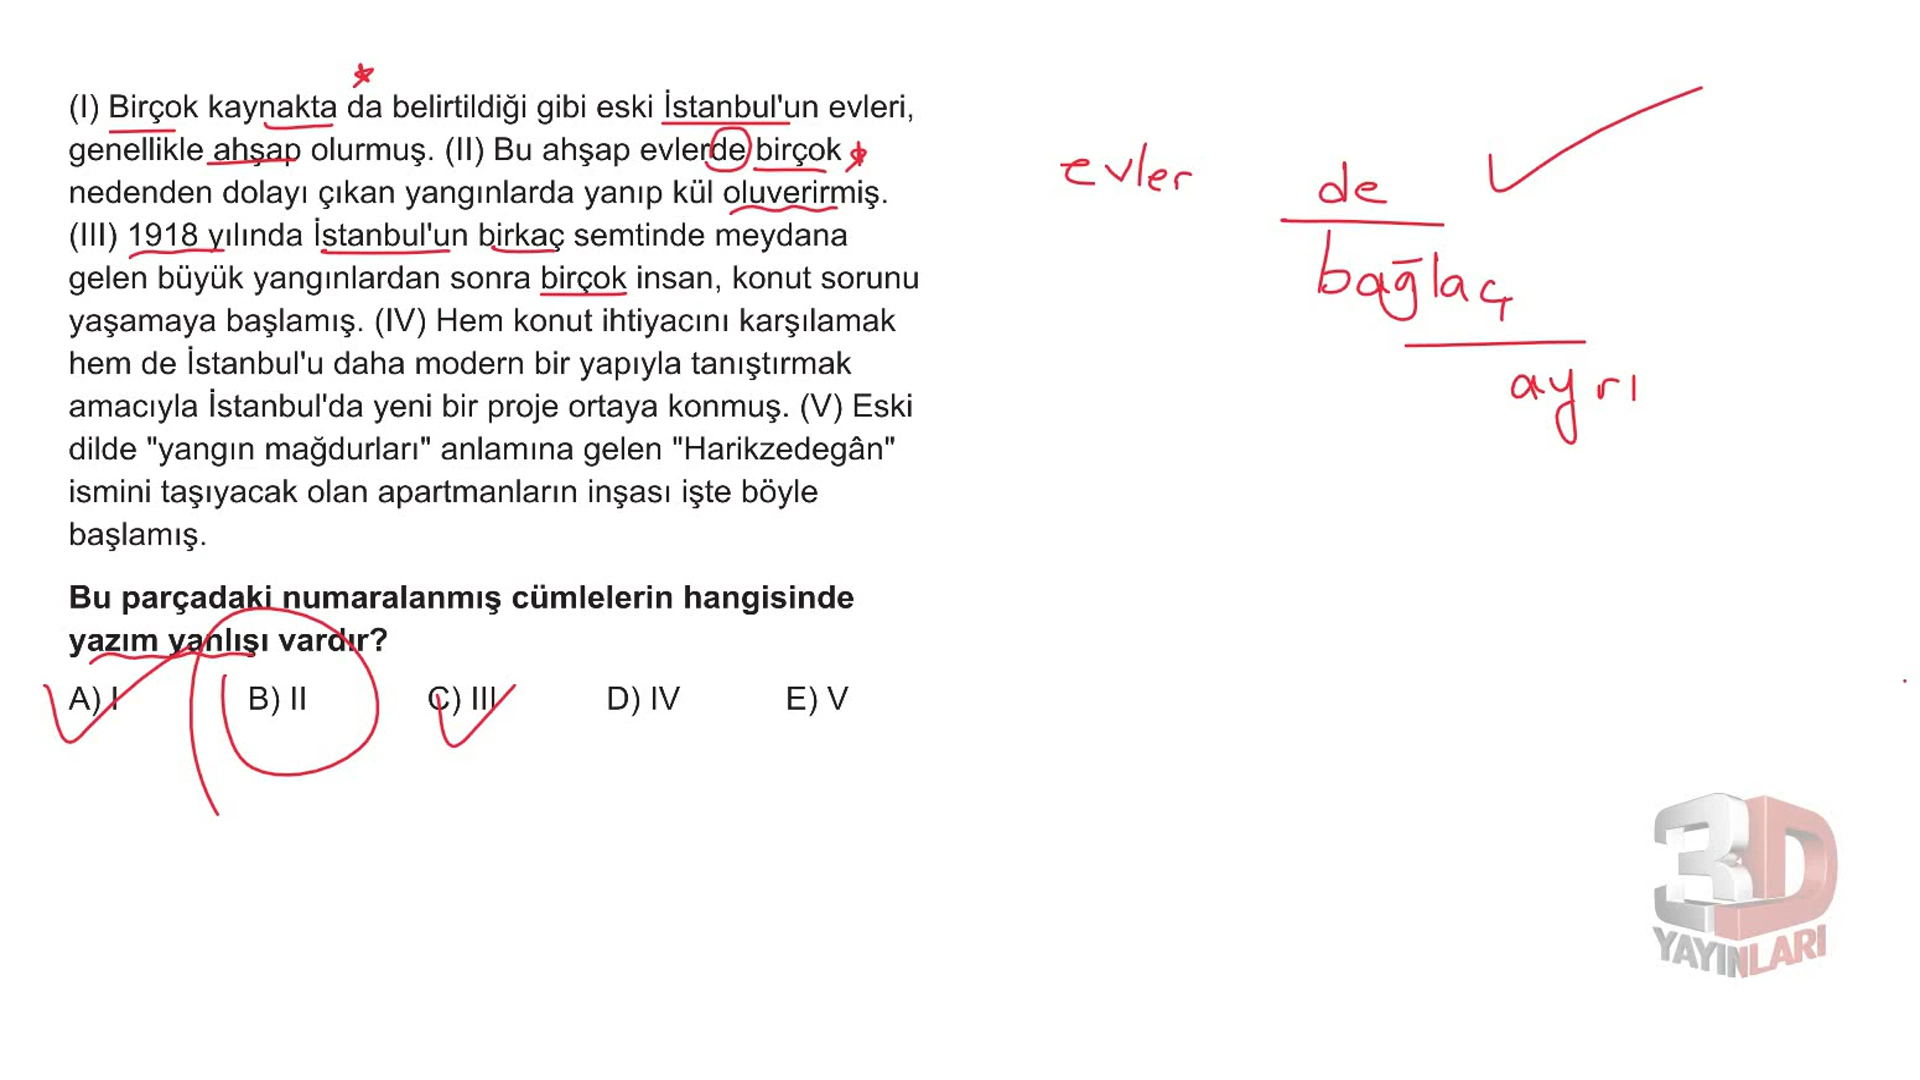 (I) Birçok kaynakta da belirtildiği gibi eski İstanbul'un evleri,
genellikle ahşap olurmuş. (II) Bu ahşap evlerde birçok
nedenden dolayı çıkan yangınlarda yanıp kül oluverirmiş.
(III) 1918 yılında İstanbul'un birkaç semtinde meydana
gelen büyük yangınlardan sonra birçok insan, konut sorunu
yaşamaya başlamış. (IV) Hem konut ihtiyacını karşılamak
hem de İstanbul'u daha modern bir yapıyla tanıştırmak
amacıyla İstanbul'da yeni bir proje ortaya konmuş. (V) Eski
dilde "yangın mağdurları" anlamına gelen "Harikzedegân"
ismini taşıyacak olan apartmanların inşası işte böyle
başlamış.
Bu parçadaki numaralanmış cümlelerin hangisinde
yazım yanlışı vardır?
A) I B) II C) III D) IV E) V
evler de
bağlaç
ayrı
3D
YAYINLARI